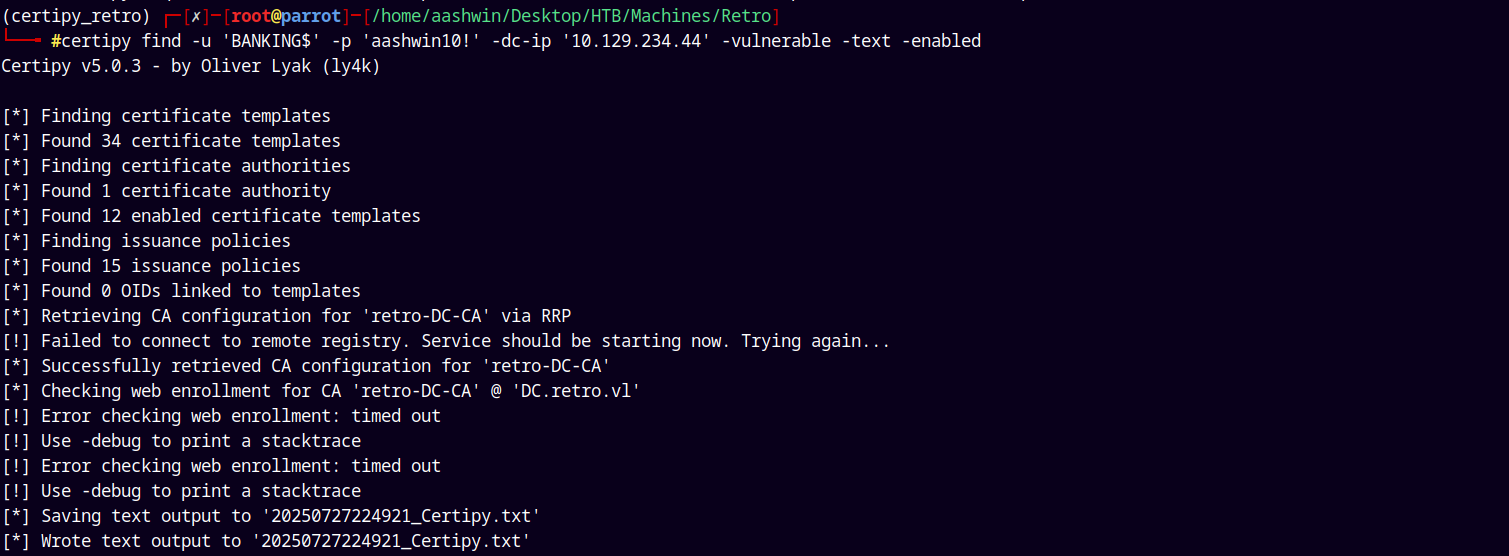 (certipy_retro) ┌─[✗]─[root@parrot]─[/home/aashwin/Desktop/HTB/Machines/Retro]
└──╼ #certipy find -u 'BANKING$' -p 'aashwin10!' -dc-ip '10.129.234.44' -vulnerable -text -enabled
Certipy v5.0.3 - by Oliver Lyak (ly4k)

[*] Finding certificate templates
[*] Found 34 certificate templates
[*] Finding certificate authorities
[*] Found 1 certificate authority
[*] Found 12 enabled certificate templates
[*] Finding issuance policies
[*] Found 15 issuance policies
[*] Found 0 OIDs linked to templates
[*] Retrieving CA configuration for 'retro-DC-CA' via RRP
[!] Failed to connect to remote registry. Service should be starting now. Trying again...
[*] Successfully retrieved CA configuration for 'retro-DC-CA'
[*] Checking web enrollment for CA 'retro-DC-CA' @ 'DC.retro.vl'
[!] Error checking web enrollment: timed out
[!] Use -debug to print a stacktrace
[!] Error checking web enrollment: timed out
[!] Use -debug to print a stacktrace
[*] Saving text output to '20250727224921_Certipy.txt'
[*] Wrote text output to '20250727224921_Certipy.txt'